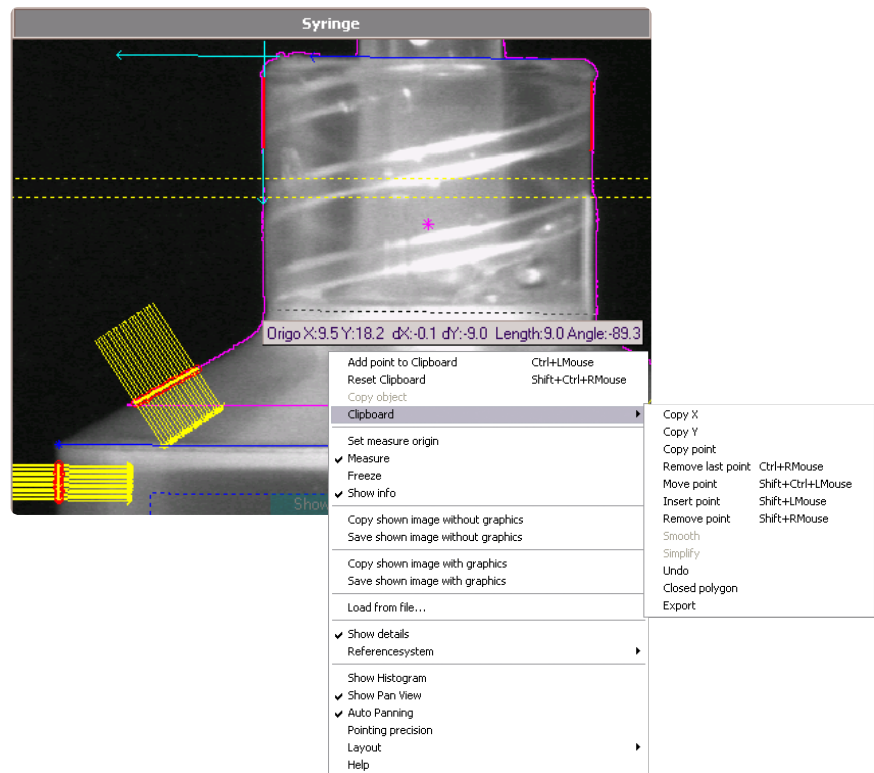 Syringe
Origo X:9.5 Y:18.2 dX:-0.1 dY:-9.0 Length:9.0 Angle:-89.3
Add point to Clipboard Ctrl+LMouse
Reset Clipboard Shift+Ctrl+RMouse
Copy object
Clipboard
Set measure origin
Measure
Freeze
Show info
Copy shown image without graphics
Save shown image without graphics
Copy shown image with graphics
Save shown image with graphics
Load from file...
Show details
Referencesystem
Show Histogram
Show Pan View
Auto Panning
Pointing precision
Layout
Help
Copy X
Copy Y
Copy point
Remove last point Ctrl+RMouse
Move point Shift+Ctrl+LMouse
Insert point Shift+LMouse
Remove point Shift+RMouse
Smooth
Simplify
Undo
Closed polygon
Export
Show